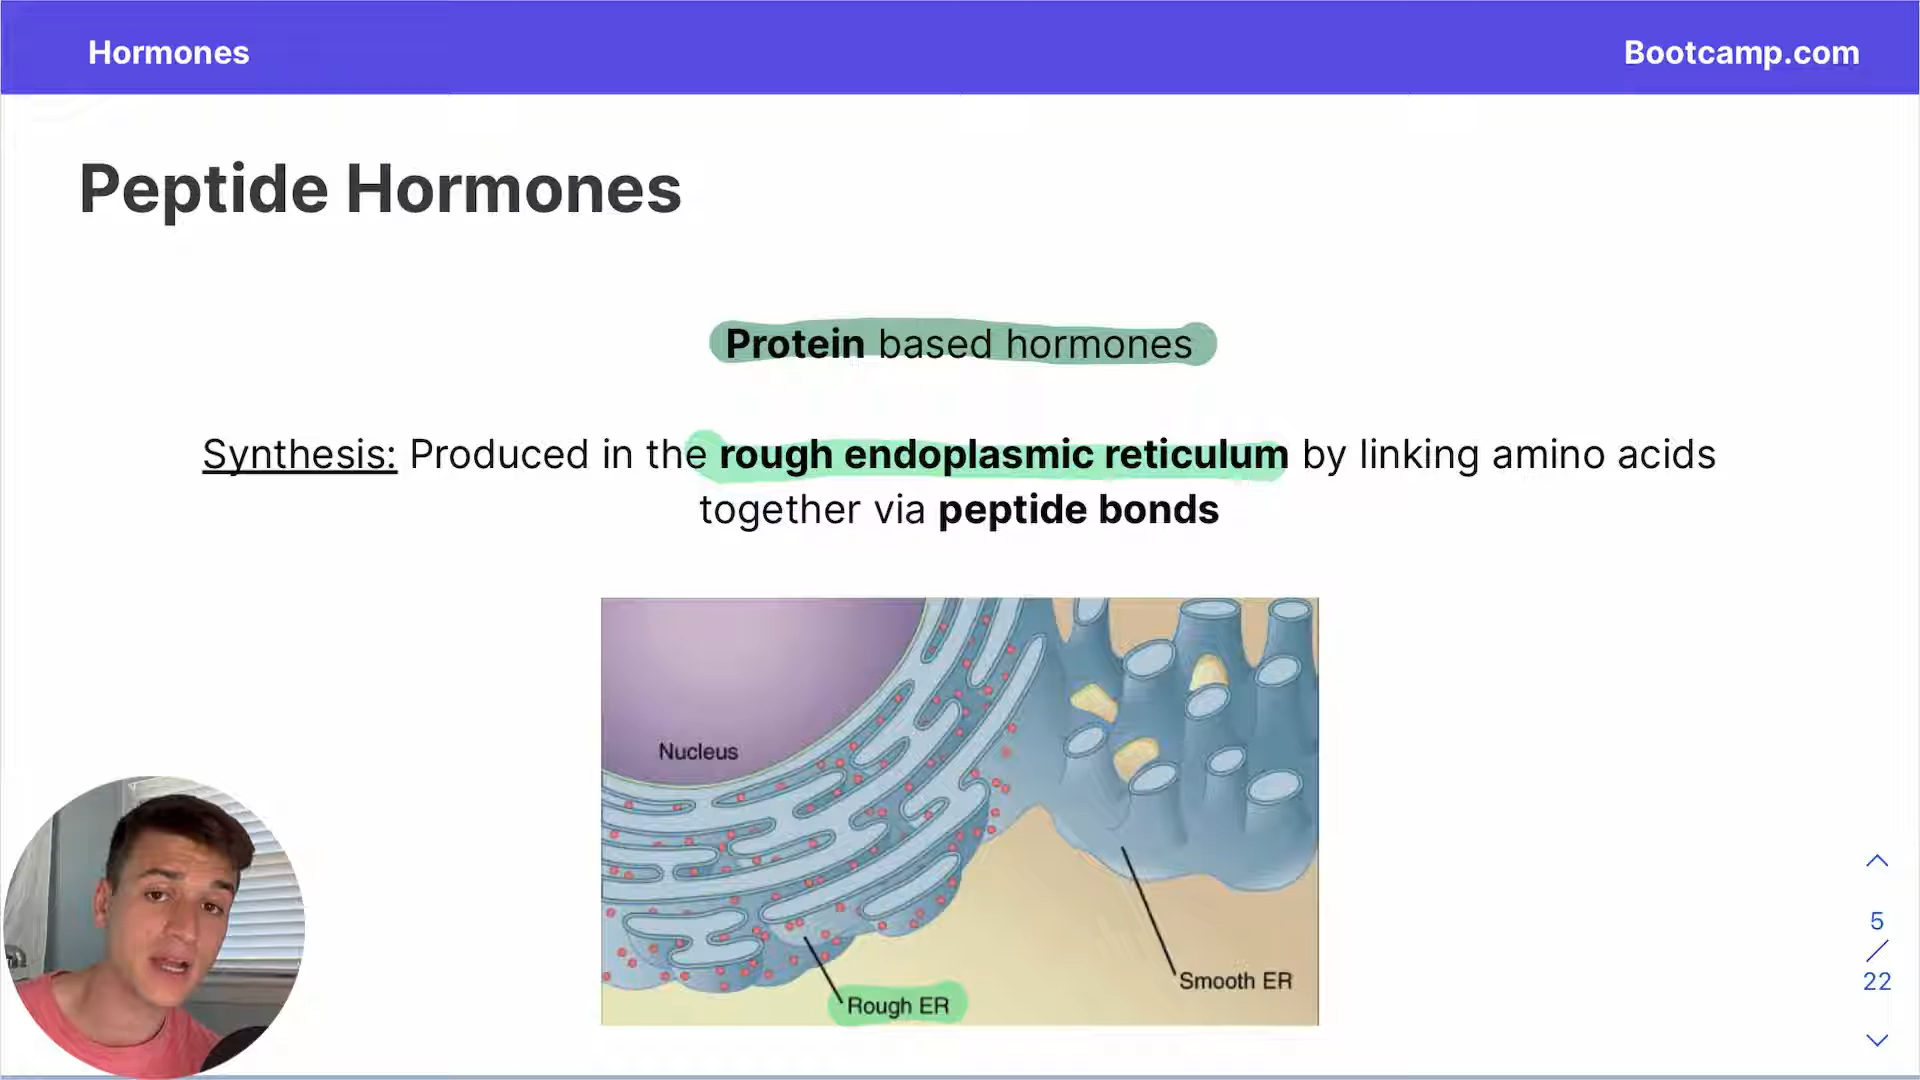 Hormones
Bootcamp.com
Peptide Hormones
Protein based hormones
Synthesis: Produced in the rough endoplasmic reticulum by linking amino acids
together via peptide bonds
Nucleus
Smooth ER
Rough ER
5
/
22